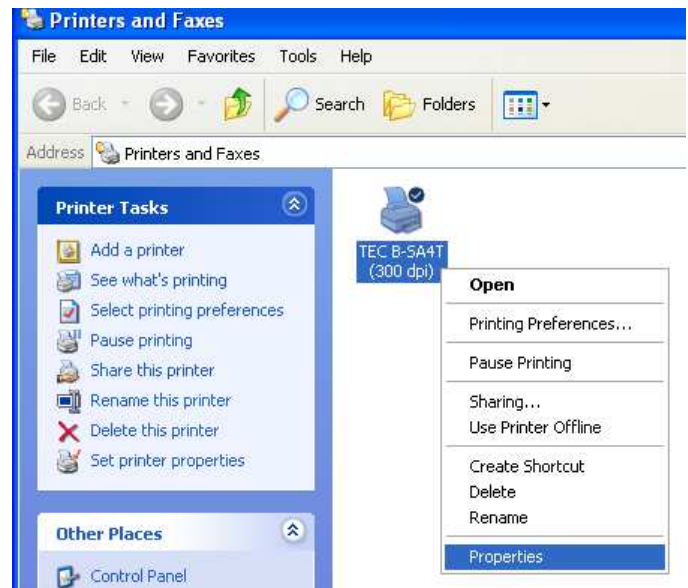 Printers and Faxes
File Edit View Favorites Tools Help
Back Search Folders
Address Printers and Faxes
Printer Tasks
Add a printer
See what's printing
Select printing preferences
Pause printing
Share this printer
Rename this printer
Delete this printer
Set printer properties
Other Places
Control Panel
TEC B-SA4T
(300 dpi)
Open
Printing Preferences...
Pause Printing
Sharing...
Use Printer Offline
Create Shortcut
Delete
Rename
Properties